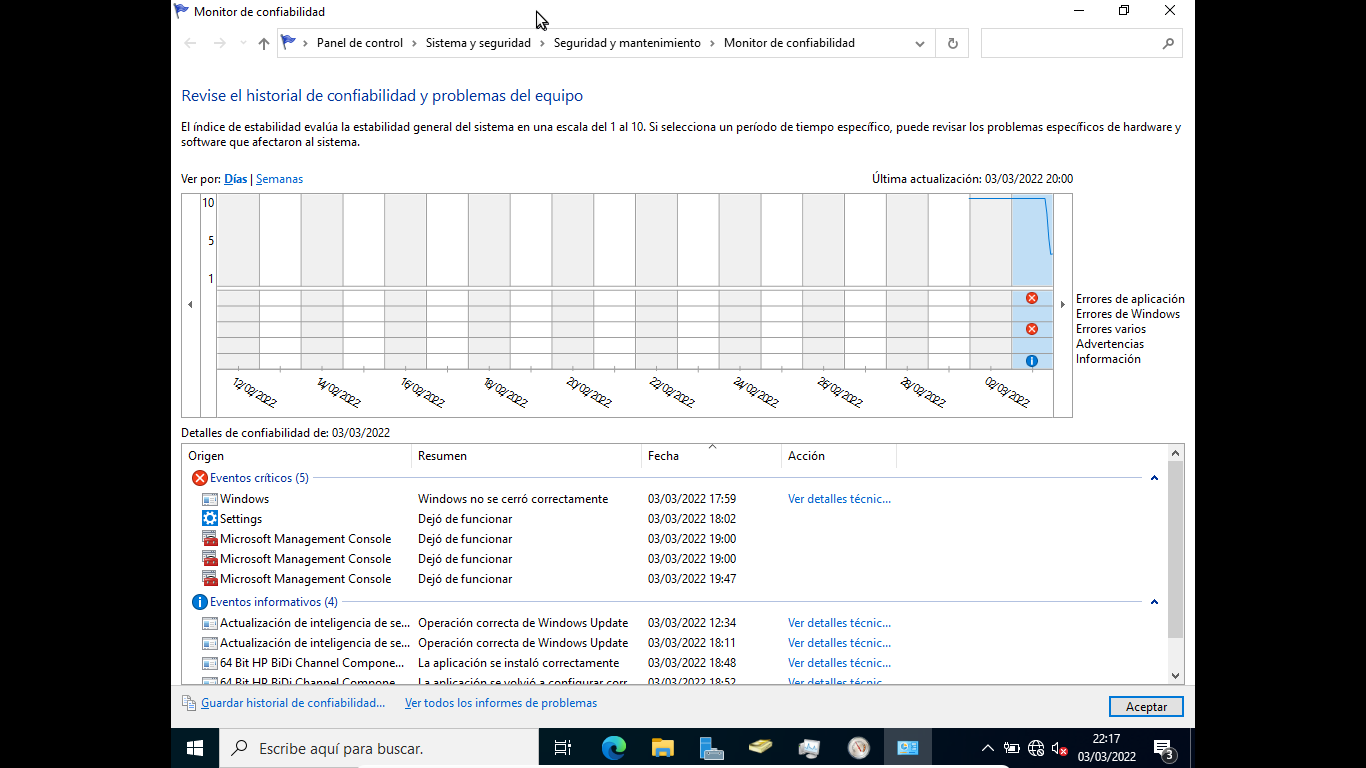 Monitor de confiabilidad
Panel de control > Sistema y seguridad > Seguridad y mantenimiento > Monitor de confiabilidad
Revise el historial de confiabilidad y problemas del equipo
El índice de estabilidad evalúa la estabilidad general del sistema en una escala del 1 al 10. Si selecciona un período de tiempo específico, puede revisar los problemas específicos de hardware y
software que afectaron al sistema.
Ver por: Días | Semanas
Última actualización: 03/03/2022 20:00
10
5
1
Errores de aplicación
Errores de Windows
Errores varios
Advertencias
Información
12/02/2022 14/02/2022 16/02/2022 18/02/2022 20/02/2022 22/02/2022 24/02/2022 26/02/2022 28/02/2022 02/03/2022
Detalles de confiabilidad de: 03/03/2022
Origen Resumen Fecha Acción
Eventos críticos (5)
Windows Windows no se cerró correctamente 03/03/2022 17:59 Ver detalles técnic...
Settings Dejó de funcionar 03/03/2022 18:02
Microsoft Management Console Dejó de funcionar 03/03/2022 19:00
Microsoft Management Console Dejó de funcionar 03/03/2022 19:00
Microsoft Management Console Dejó de funcionar 03/03/2022 19:47
Eventos informativos (4)
Actualización de inteligencia de se... Operación correcta de Windows Update 03/03/2022 12:34 Ver detalles técnic...
Actualización de inteligencia de se... Operación correcta de Windows Update 03/03/2022 18:11 Ver detalles técnic...
64 Bit HP BiDi Channel Compone... La aplicación se instaló correctamente 03/03/2022 18:48 Ver detalles técnic...
64 Bit HP BiDi Channel Compone... La aplicación se volvió a configurar corr... 03/03/2022 18:52 Ver detalles técnic...
Guardar historial de confiabilidad... Ver todos los informes de problemas
Aceptar
Escribe aquí para buscar.
22:17
03/03/2022
3